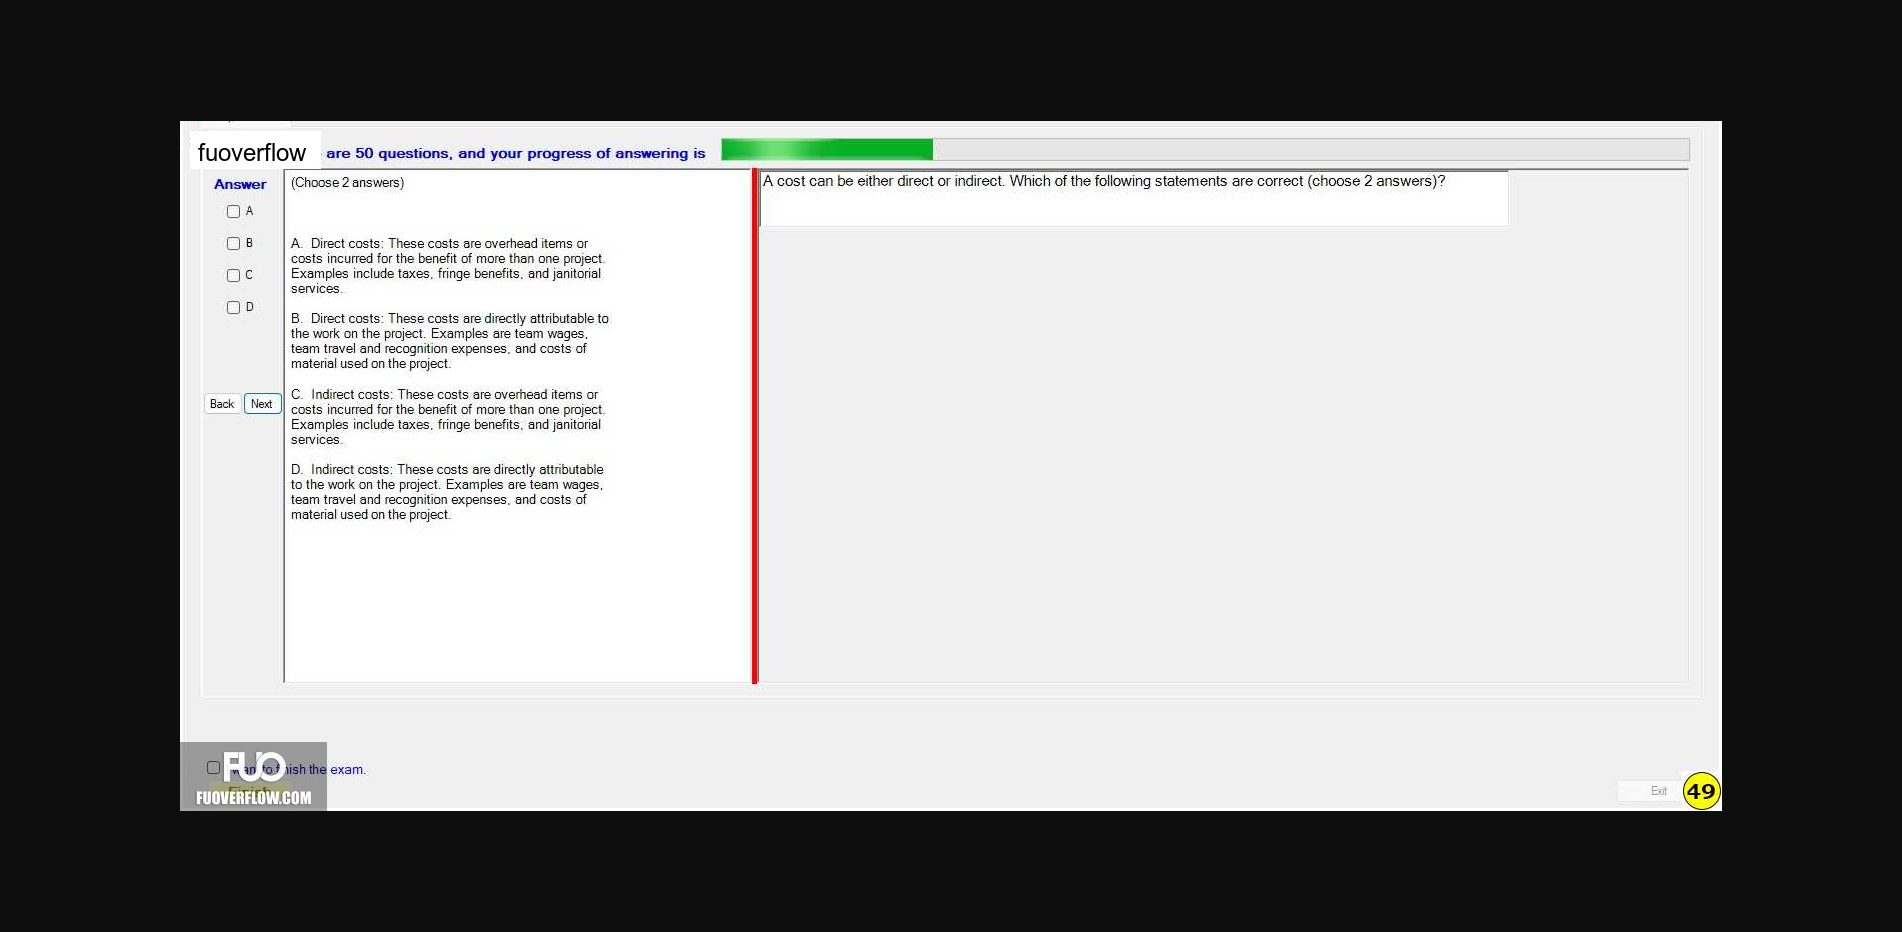 fuoverflow are 50 questions, and your progress of answering is
Answer
A
B
C
D
Back Next
(Choose 2 answers)
A. Direct costs: These costs are overhead items or
costs incurred for the benefit of more than one project.
Examples include taxes, fringe benefits, and janitorial
services.
B. Direct costs: These costs are directly attributable to
the work on the project. Examples are team wages,
team travel and recognition expenses, and costs of
material used on the project.
C. Indirect costs: These costs are overhead items or
costs incurred for the benefit of more than one project.
Examples include taxes, fringe benefits, and janitorial
services.
D. Indirect costs: These costs are directly attributable
to the work on the project. Examples are team wages,
team travel and recognition expenses, and costs of
material used on the project.
A cost can be either direct or indirect. Which of the following statements are correct (choose 2 answers)?
FUO
the exam.
FUOVERFLOW.COM
Exit
49